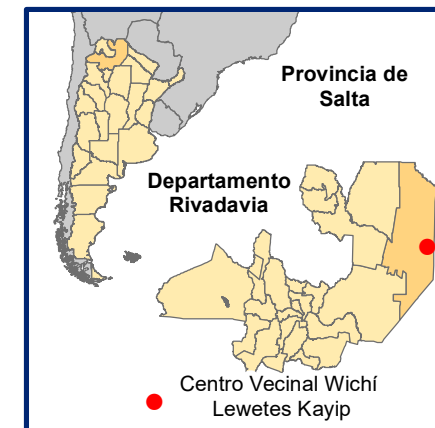 Provincia de
Salta
Departamento
Rivadavia
Centro Vecinal Wichí
Lewetes Kayip